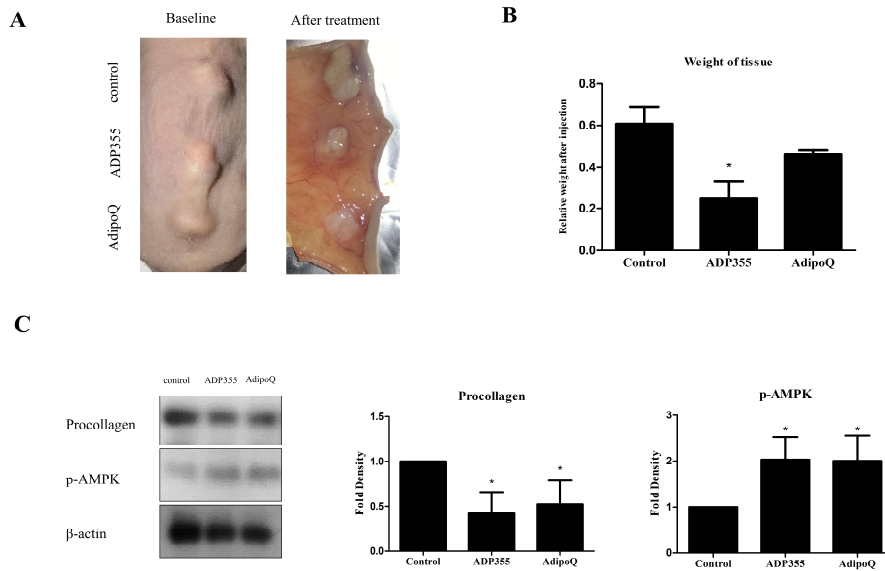 A
Baseline
After treatment
control
ADP355
AdipoQ
B
Weight of tissue
Relative weight after injection
0.8
0.6
0.4
0.2
0.0
*
Control ADP355 AdipoQ
C
control ADP355 AdipoQ
Procollagen
p-AMPK
β-actin
Procollagen
Fold Density
1.5
1.0
0.5
0.0
* *
Control ADP355 AdipoQ
p-AMPK
Fold Density
3
2
1
0
* *
Control ADP355 AdipoQ